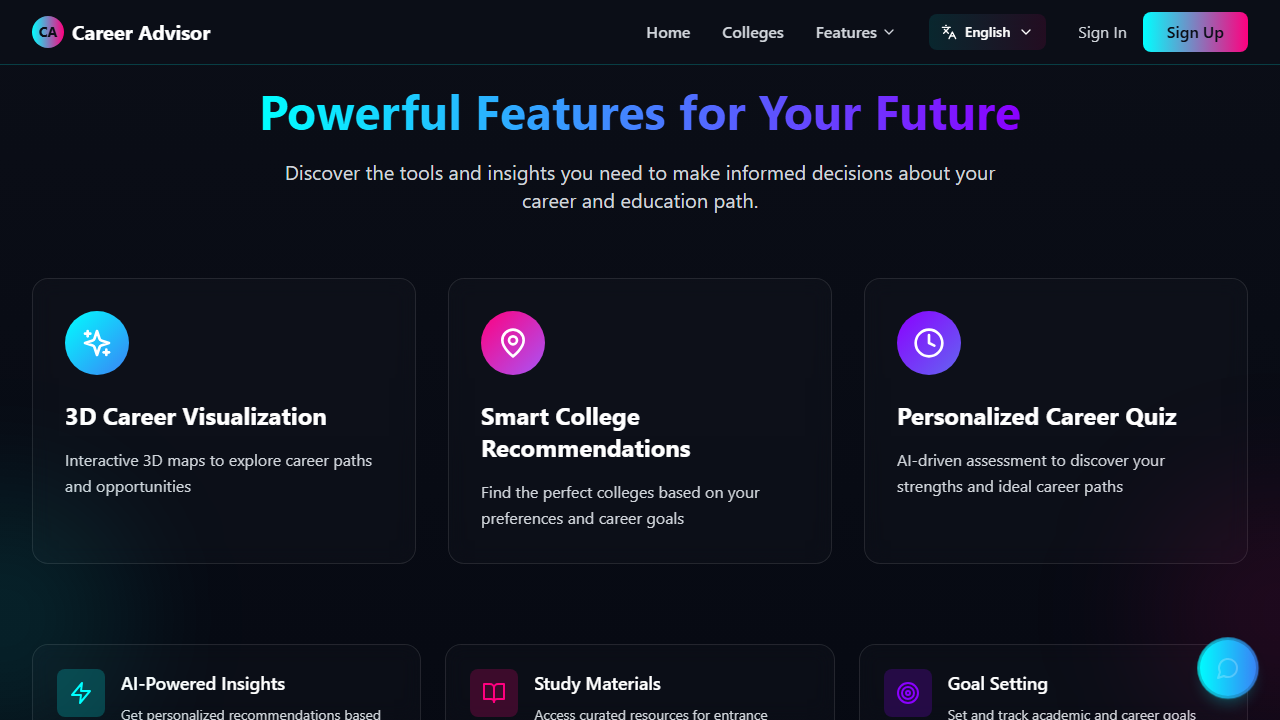 CA Career Advisor Home Colleges Features English Sign In Sign Up
Powerful Features for Your Future
Discover the tools and insights you need to make informed decisions about your
career and education path.
3D Career Visualization
Interactive 3D maps to explore career paths
and opportunities
Smart College
Recommendations
Find the perfect colleges based on your
preferences and career goals
Personalized Career Quiz
AI-driven assessment to discover your
strengths and ideal career paths
AI-Powered Insights
Get personalized recommendations based
Study Materials
Access curated resources for entrance
Goal Setting
Set and track academic and career goals